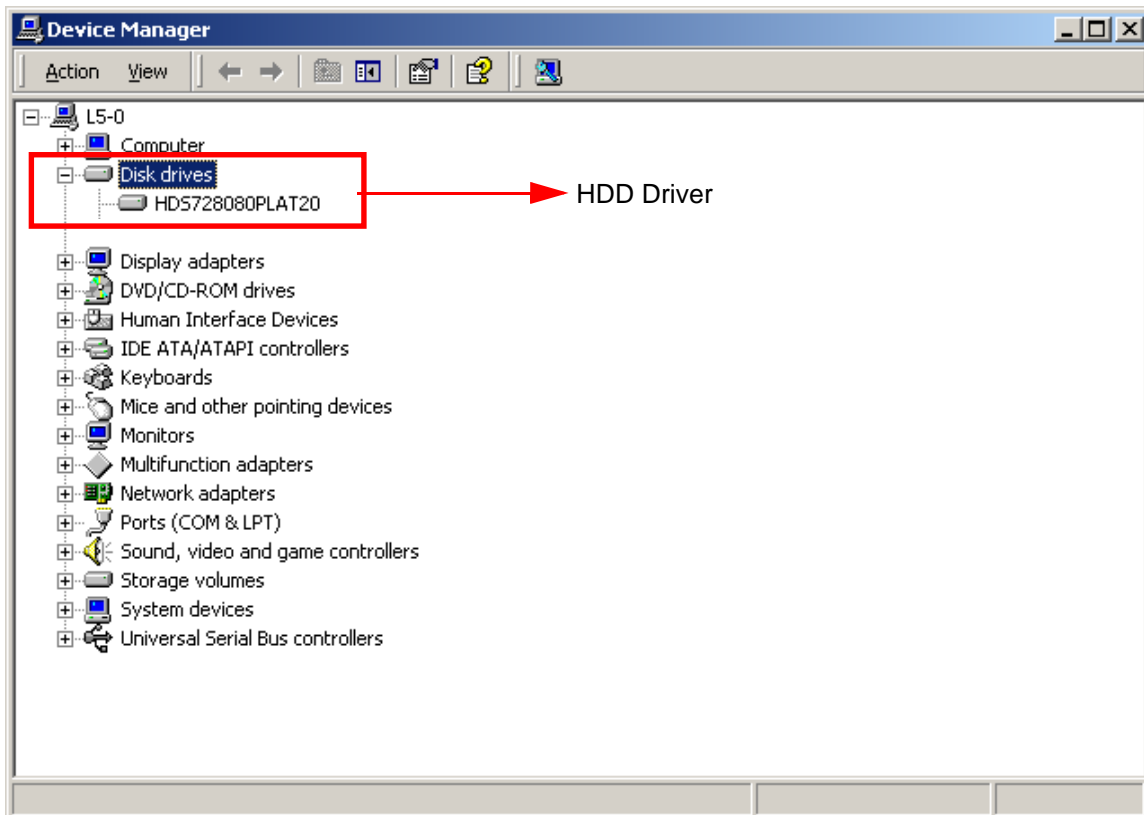 Device Manager
Action View
L5-0
Computer
Disk drives
HDS728080PLAT20
HDD Driver
Display adapters
DVD/CD-ROM drives
Human Interface Devices
IDE ATA/ATAPI controllers
Keyboards
Mice and other pointing devices
Monitors
Multifunction adapters
Network adapters
Ports (COM & LPT)
Sound, video and game controllers
Storage volumes
System devices
Universal Serial Bus controllers